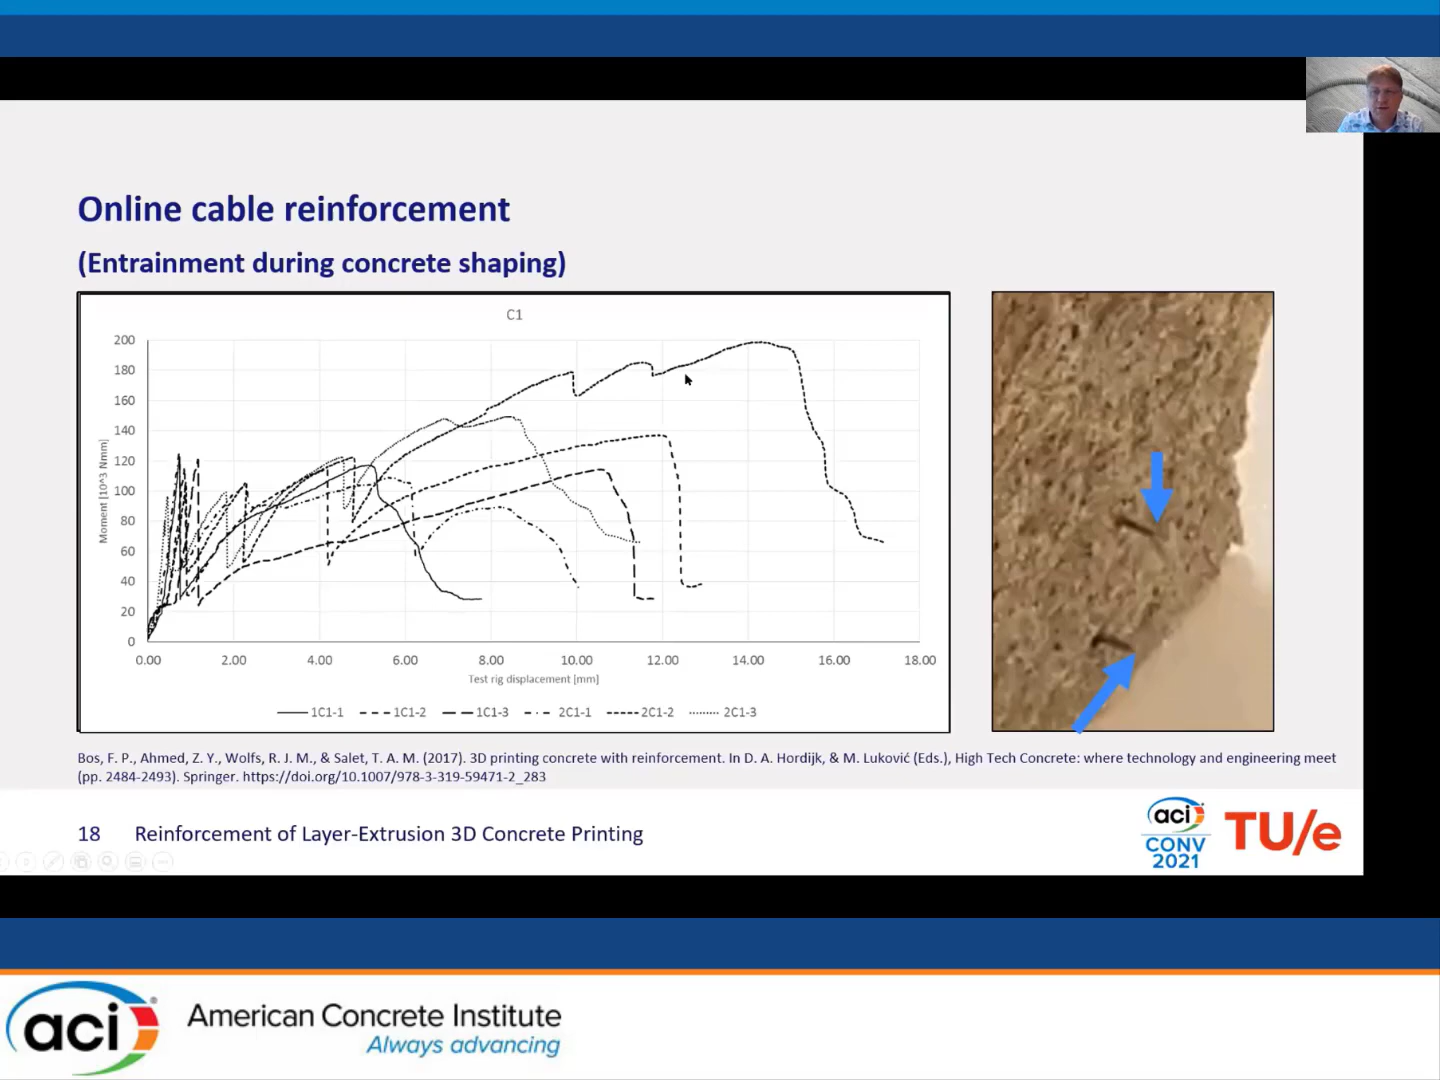 Online cable reinforcement
(Entrainment during concrete shaping)
C1
200
180
160
140
120
100
80
60
40
20
0
Moment [10^3 Nmm]
0.00 2.00 4.00 6.00 8.00 10.00 12.00 14.00 16.00 18.00
Test rig displacement [mm]
1C1-1 1C1-2 1C1-3 2C1-1 2C1-2 2C1-3
Bos, F. P., Ahmed, Z. Y., Wolfs, R. J. M., & Salet, T. A. M. (2017). 3D printing concrete with reinforcement. In D. A. Hordijk, & M. Luković (Eds.), High Tech Concrete: where technology and engineering meet
(pp. 2484-2493). Springer. https://doi.org/10.1007/978-3-319-59471-2_283
18 Reinforcement of Layer-Extrusion 3D Concrete Printing
aci
CONV
2021
TU/e
aci
American Concrete Institute
Always advancing